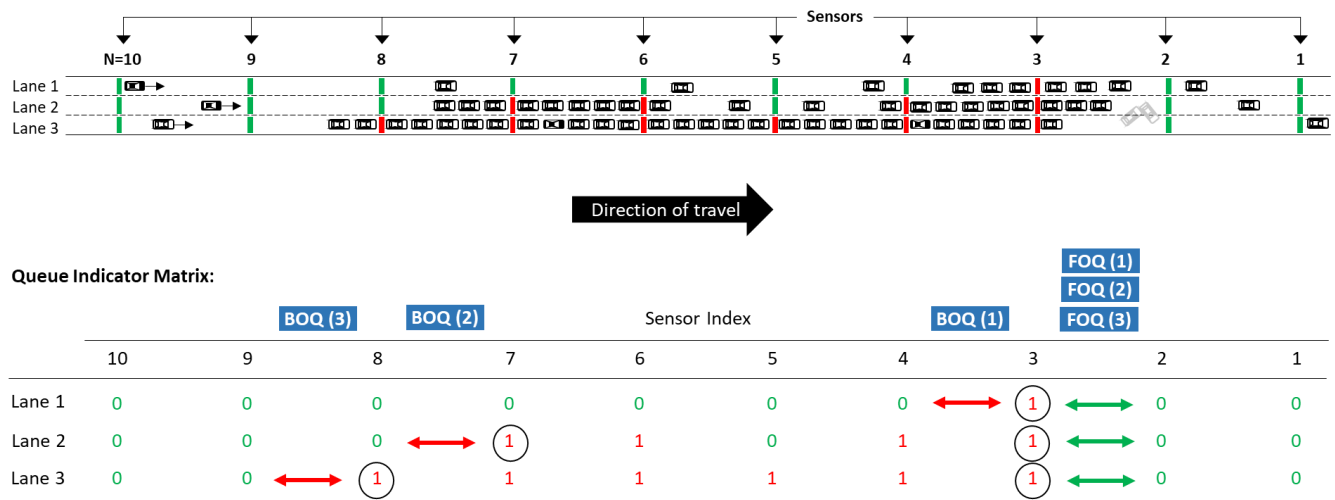 Sensors
N=10 9 8 7 6 5 4 3 2 1
Lane 1
Lane 2
Lane 3
Direction of travel
Queue Indicator Matrix:
FOQ (1)
FOQ (2)
BOQ (3) BOQ (2) Sensor Index BOQ (1) FOQ (3)
10 9 8 7 6 5 4 3 2 1
Lane 1 0 0 0 0 0 0 0 1 0 0
Lane 2 0 0 0 1 1 0 1 1 0 0
Lane 3 0 0 1 1 1 1 1 1 0 0